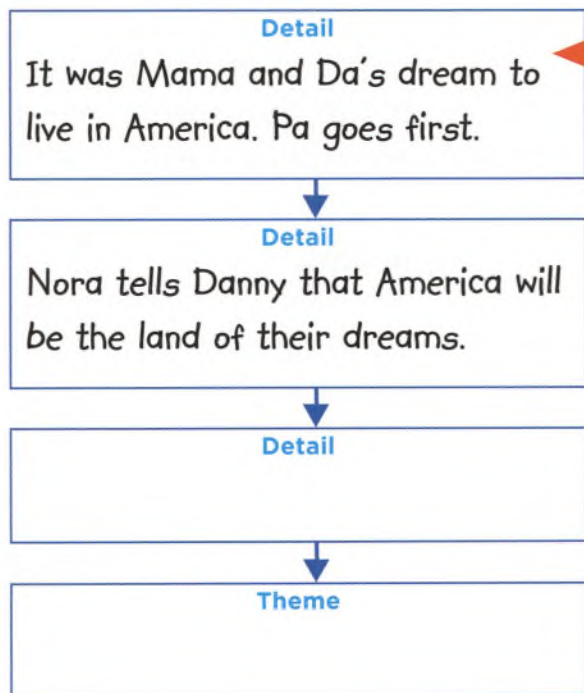 Detail
It was Mama and Da's dream to
live in America. Pa goes first.
Detail
Nora tells Danny that America will
be the land of their dreams.
Detail
Theme